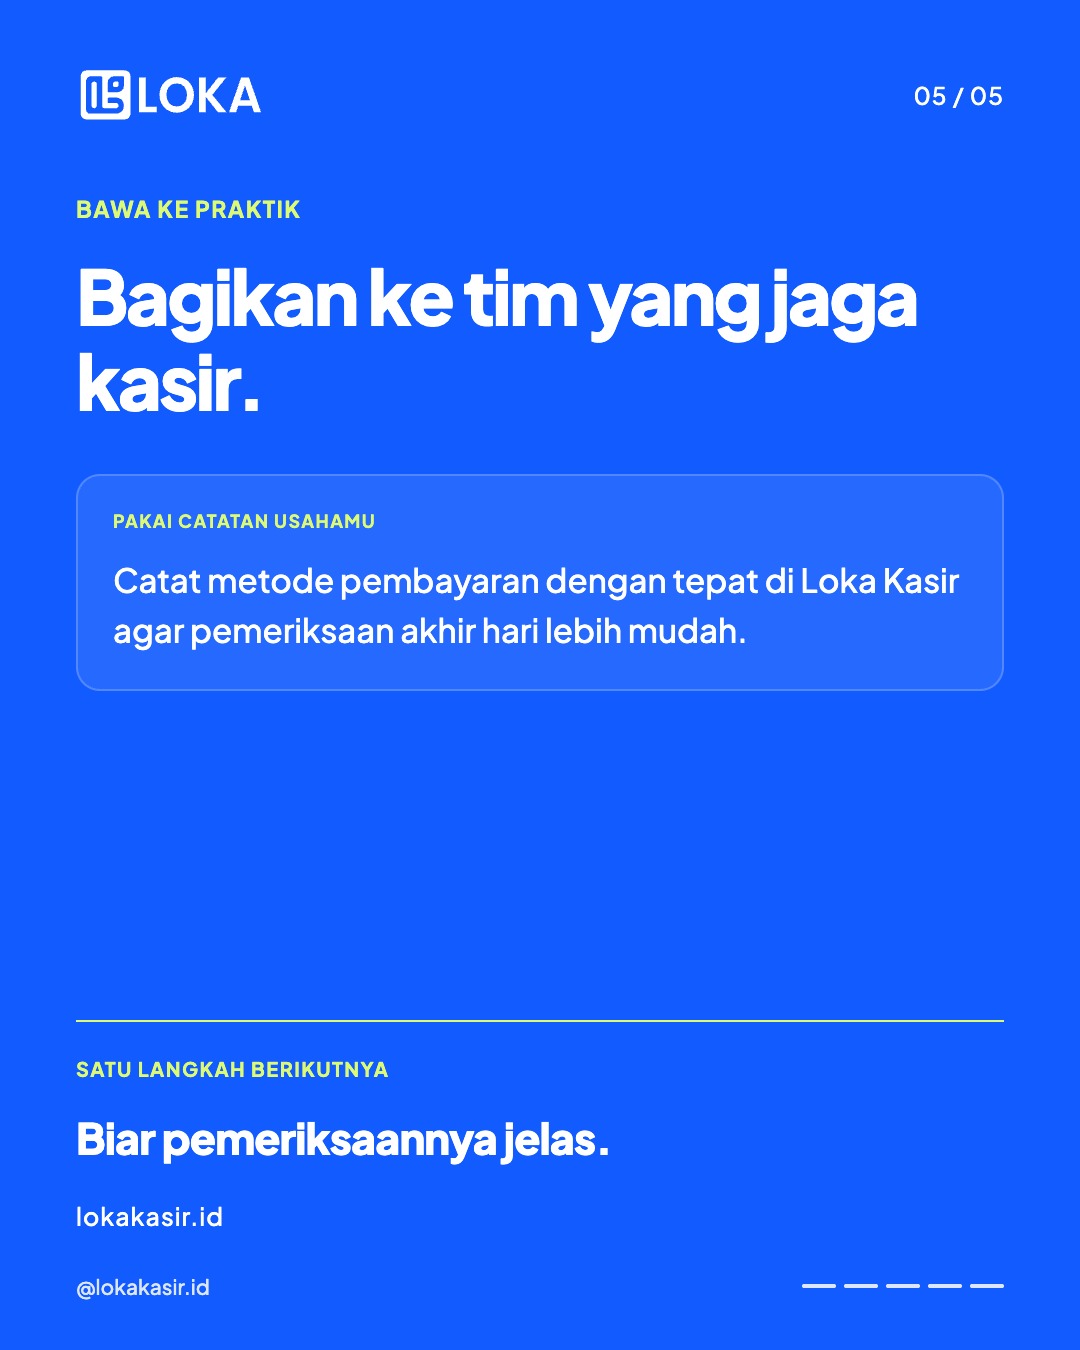 LOKA
05 / 05
BAWA KE PRAKTIK
Bagikan ke tim yang jaga
kasir.
PAKAI CATATAN USAHAMU
Catat metode pembayaran dengan tepat di Loka Kasir
agar pemeriksaan akhir hari lebih mudah.
SATU LANGKAH BERIKUTNYA
Biar pemeriksaannya jelas.
lokakasir.id
@lokakasir.id